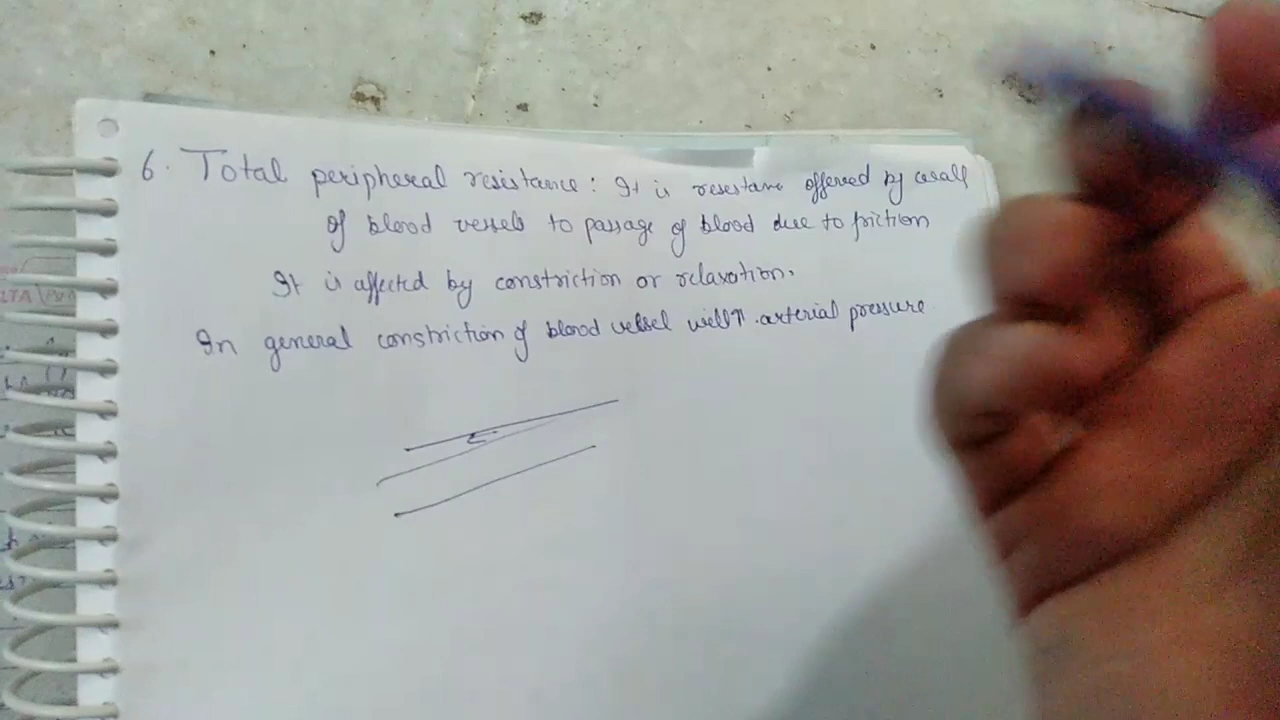 6. Total peripheral resistance: It is resestance offered by wall
of blood vessels to passage of blood due to friction
It is affected by constriction or relaxation.
In general constriction of blood vessel will ↑ arterial pressure